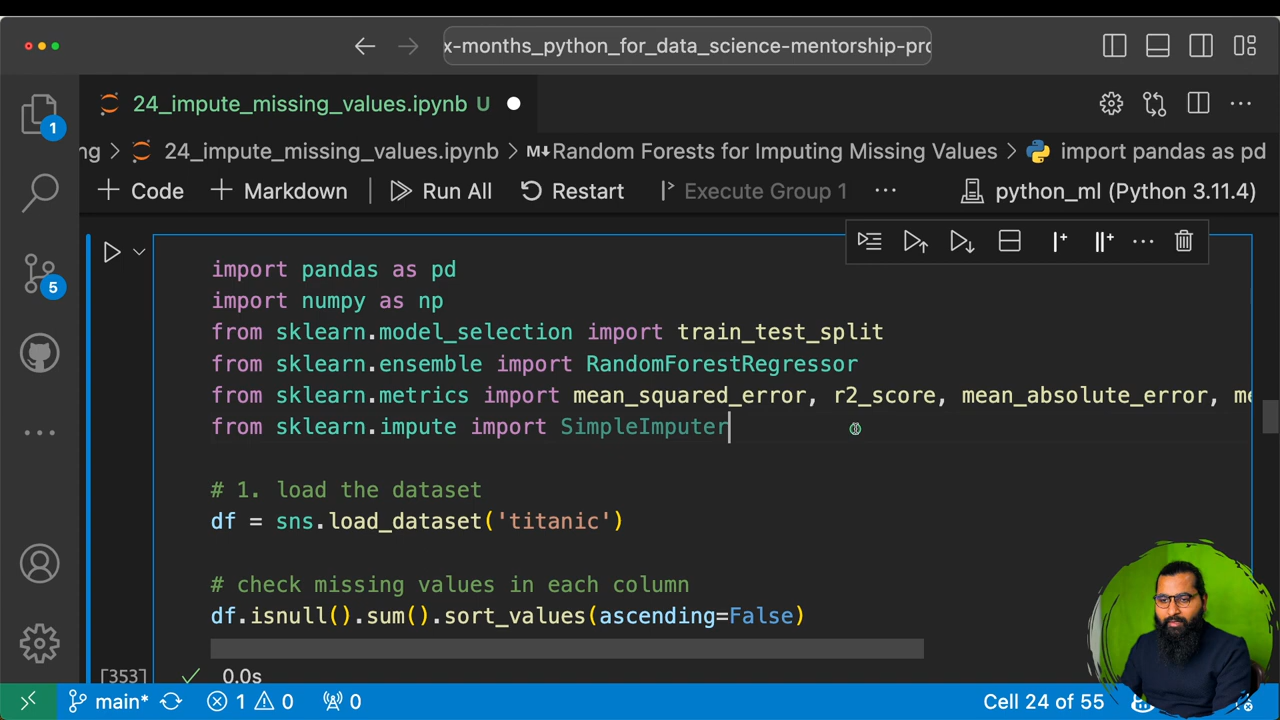 x-months_python_for_data_science-mentorship-pro
24_impute_missing_values.ipynb U
1
ng > 24_impute_missing_values.ipynb > M↓Random Forests for Imputing Missing Values > import pandas as pd
+ Code + Markdown | Run All Restart Execute Group 1 ··· python_ml (Python 3.11.4)
import pandas as pd
import numpy as np
from sklearn.model_selection import train_test_split
from sklearn.ensemble import RandomForestRegressor
from sklearn.metrics import mean_squared_error, r2_score, mean_absolute_error, me
from sklearn.impute import SimpleImputer
5
# 1. load the dataset
df = sns.load_dataset('titanic')
# check missing values in each column
df.isnull().sum().sort_values(ascending=False)
[353] ✓ 0.0s
main* 1 0 0 Cell 24 of 55